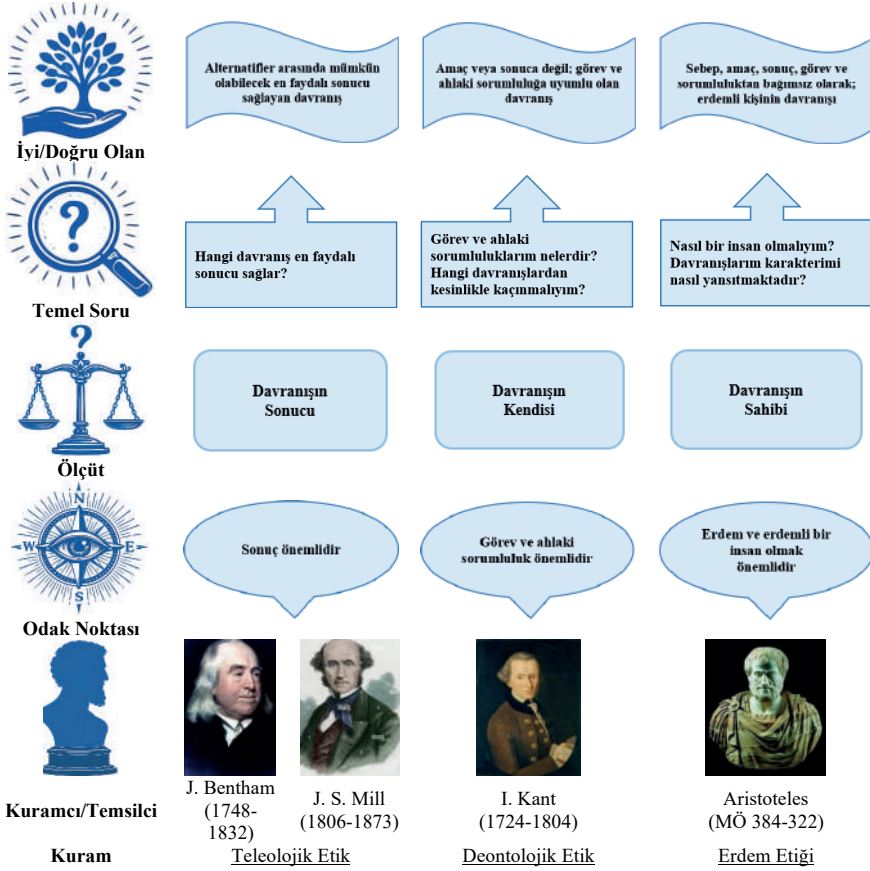 Alternatifler arasında mümkün
olabilecek en faydalı sonucu
sağlayan davranış
Amaç veya sonuca değil; görev ve
ahlaki sorumluluğa uyumlu olan
davranış
Sebep, amaç, sonuç, görev ve
sorumluluktan bağımsız olarak;
erdemli kişinin davranışı
İyi/Doğru Olan
?
Hangi davranış en faydalı
sonucu sağlar?
Görev ve ahlaki
sorumluluklarım nelerdir?
Hangi davranışlardan
kesinlikle kaçınmalıyım?
Nasıl bir insan olmalıyım?
Davranışlarım karakterimi
nasıl yansıtmaktadır?
Temel Soru
?
Davranışın
Sonucu
Davranışın
Kendisi
Davranışın
Sahibi
Ölçüt
N
W
E
S
Sonuç önemlidir
Görev ve ahlaki
sorumluluk önemlidir
Erdem ve erdemli bir
insan olmak
önemlidir
Odak Noktası
Kuramcı/Temsilci
J. Bentham
(1748-
1832)
J. S. Mill
(1806-1873)
I. Kant
(1724-1804)
Aristoteles
(MÖ 384-322)
Kuram
Teleolojik Etik
Deontolojik Etik
Erdem Etiği